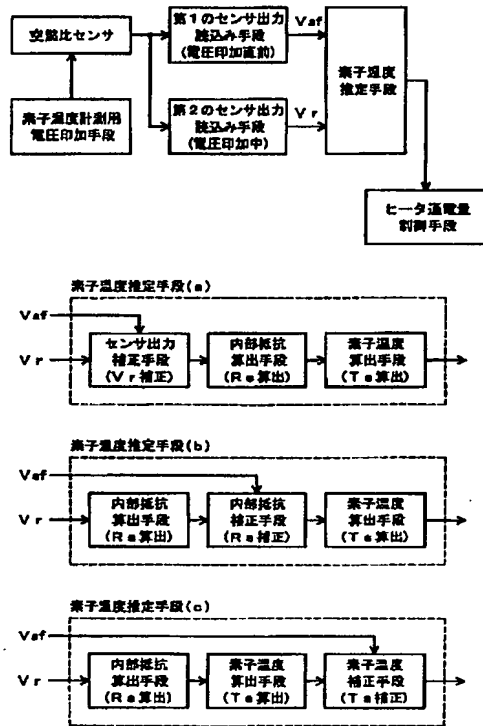 空燃比センサ
第1のセンサ出力
読込み手段
(電圧印加直前)
Vaf
素子温度計測用
電圧印加手段
第2のセンサ出力
読込み手段
(電圧印加中)
Vr
素子温度
推定手段
ヒータ通電量
制御手段
素子温度推定手段(a)
Vaf
Vr
センサ出力
補正手段
(Vr補正)
内部抵抗
算出手段
(Rs算出)
素子温度
算出手段
(Ts算出)
素子温度推定手段(b)
Vaf
Vr
内部抵抗
算出手段
(Rs算出)
内部抵抗
補正手段
(Rs補正)
素子温度
算出手段
(Ts算出)
素子温度推定手段(c)
Vaf
Vr
内部抵抗
算出手段
(Rs算出)
素子温度
算出手段
(Ts算出)
素子温度
補正手段
(Ts補正)